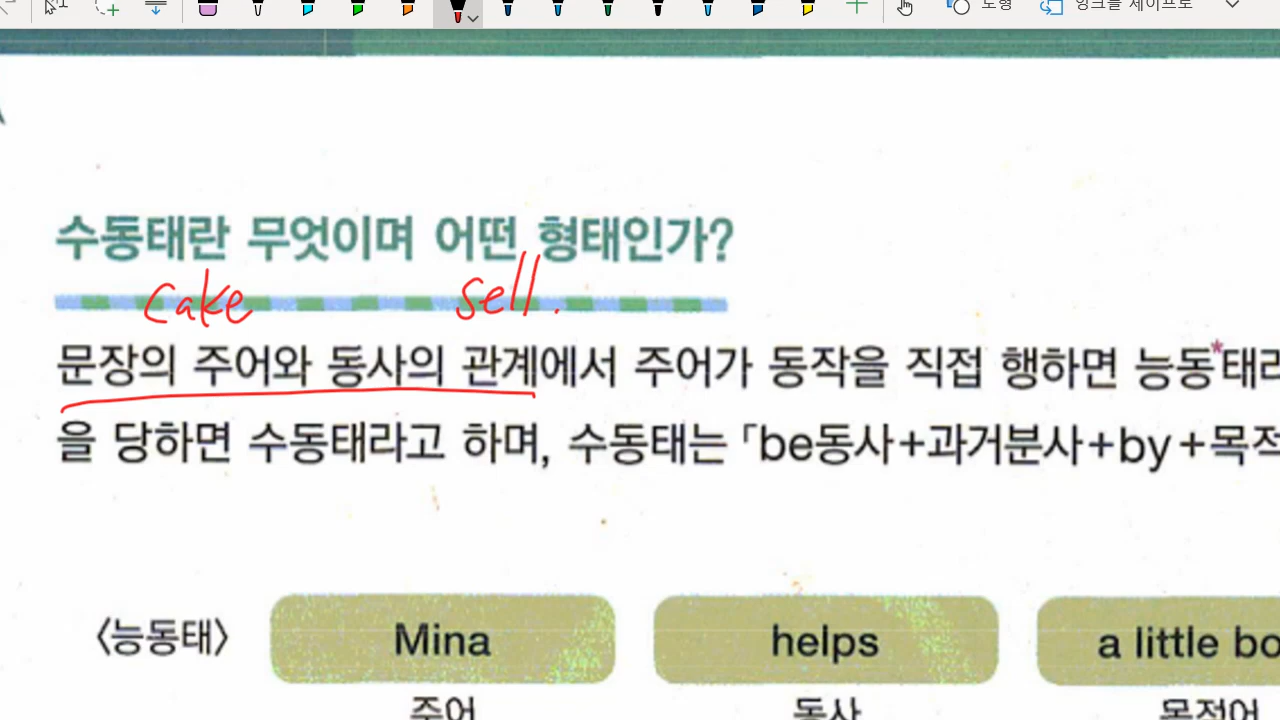 도형 잉크를 셰이프로
수동태란 무엇이며 어떤 형태인가?
cake sell.
문장의 주어와 동사의 관계에서 주어가 동작을 직접 행하면 능동*태라
을 당하면 수동태라고 하며, 수동태는 「be동사+과거분사+by+목적
<능동태> Mina helps a little bo
주어 동사 목적어